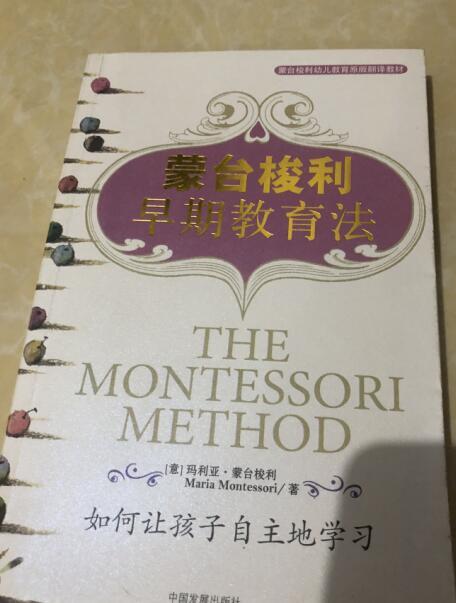 蒙台梭利幼儿教育原版翻译教材
蒙台梭利
早期教育法
THE
MONTESSORI
METHOD
[意]玛利亚·蒙台梭利
Maria Montessori/著
如何让孩子自主地学习
中国发展出版社